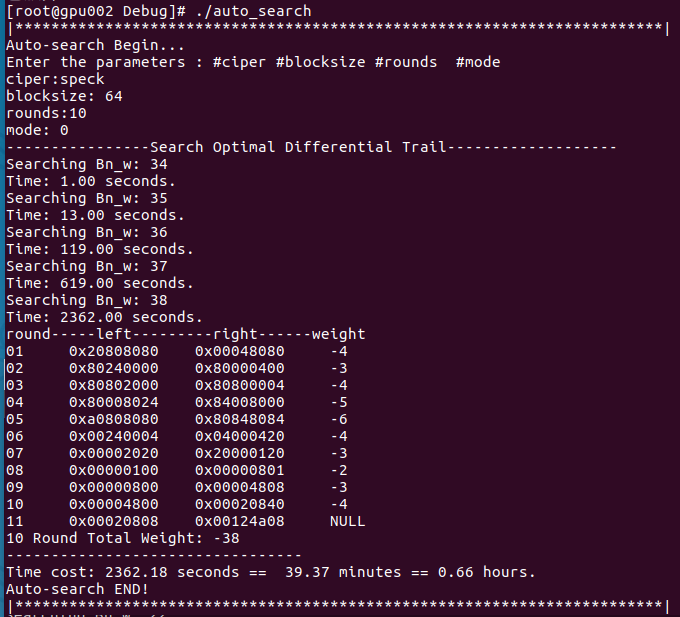 [root@gpu002 Debug]# ./auto_search
|**************************************************************************|
Auto-search Begin...
Enter the parameters : #ciper #blocksize #rounds  #mode
ciper:speck
blocksize: 64
rounds:10
mode: 0
-----------------Search Optimal Differential Trail-------------------
Searching Bn_w: 34
Time: 1.00 seconds.
Searching Bn_w: 35
Time: 13.00 seconds.
Searching Bn_w: 36
Time: 119.00 seconds.
Searching Bn_w: 37
Time: 619.00 seconds.
Searching Bn_w: 38
Time: 2362.00 seconds.
round-----left---------right------weight
01     0x20808080   0x00048080     -4
02     0x80240000   0x80000400     -3
03     0x80802000   0x80800004     -4
04     0x80008024   0x84008000     -5
05     0xa0808080   0x80848084     -6
06     0x00240004   0x04000420     -4
07     0x00002020   0x20000120     -3
08     0x00000100   0x00000801     -2
09     0x00000800   0x00004808     -3
10     0x00004800   0x00020840     -4
11     0x00020808   0x00124a08     NULL
10 Round Total Weight: -38
-----------------------------------
Time cost: 2362.18 seconds ==  39.37 minutes == 0.66 hours.
Auto-search END!
|**************************************************************************|